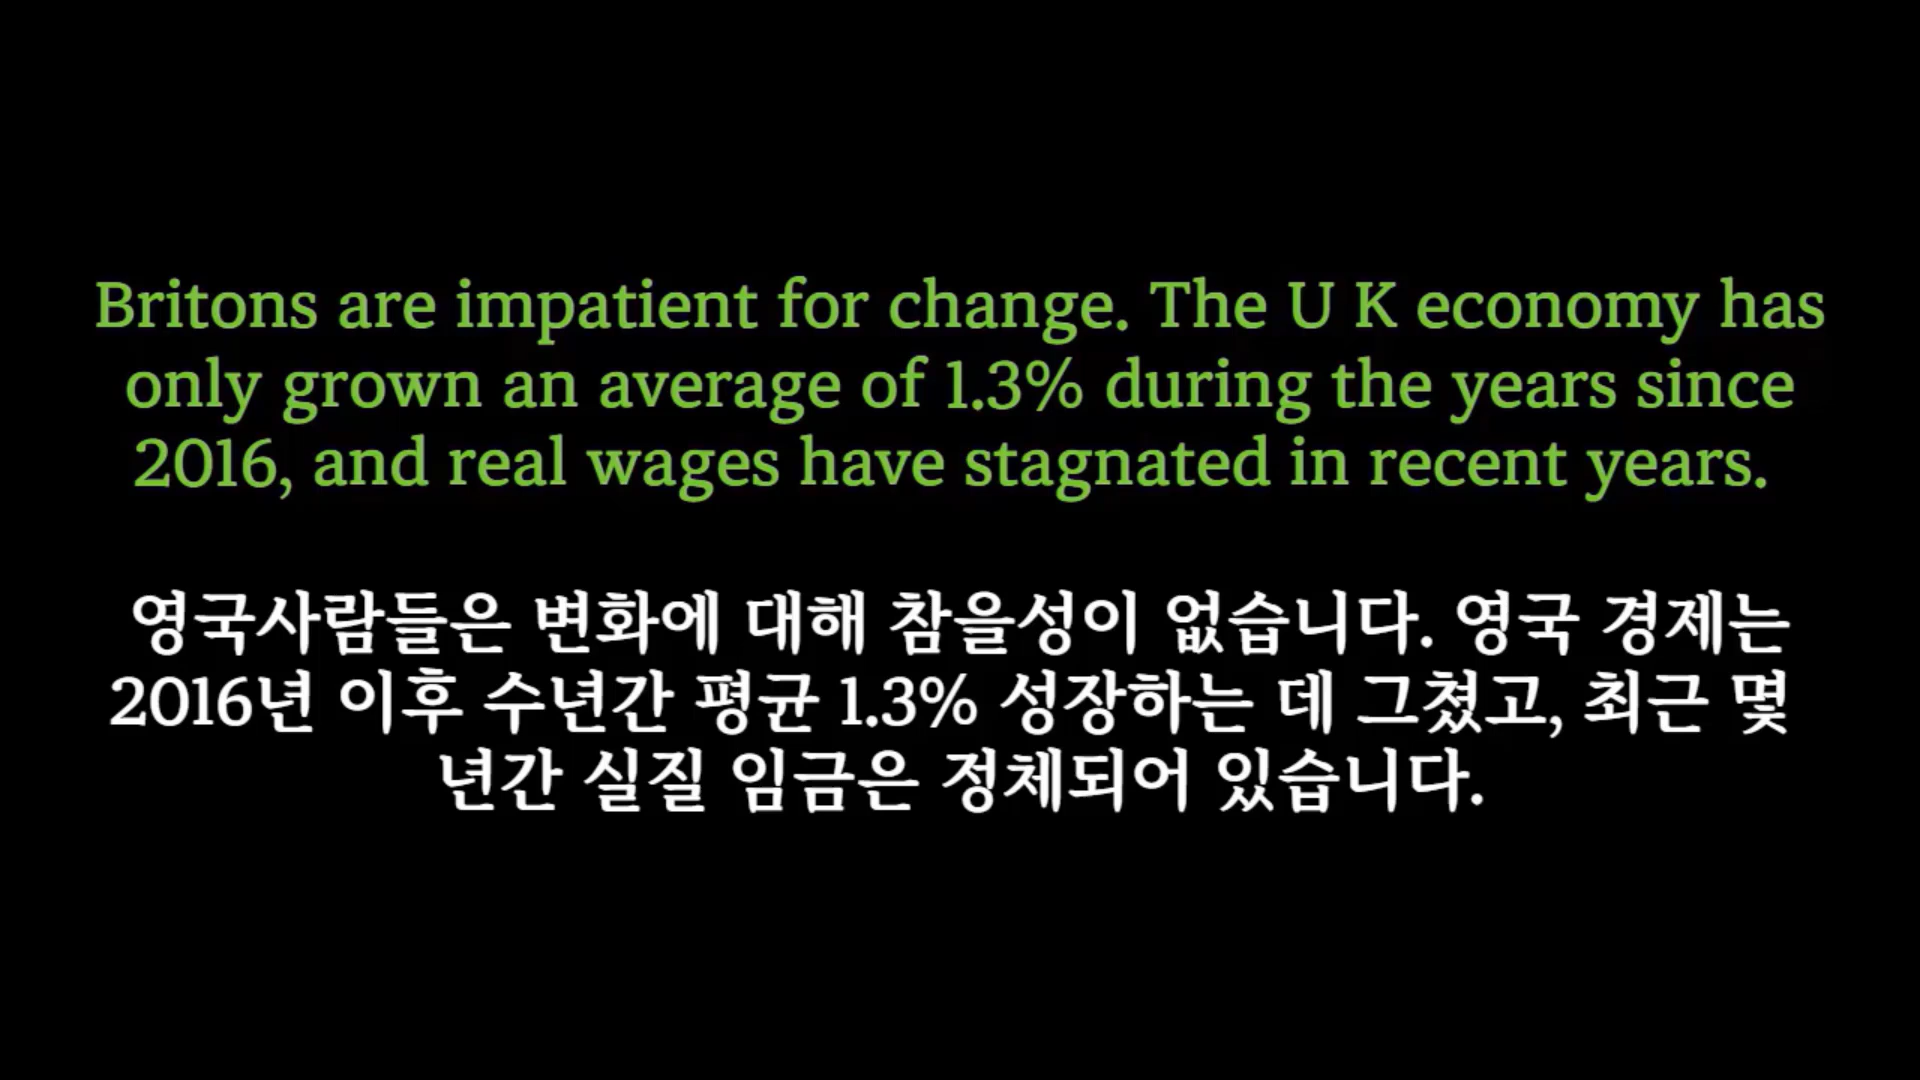 Britons are impatient for change. The U K economy has
only grown an average of 1.3% during the years since
2016, and real wages have stagnated in recent years.
영국사람들은 변화에 대해 참을성이 없습니다. 영국 경제는
2016년 이후 수년간 평균 1.3% 성장하는 데 그쳤고, 최근 몇
년간 실질 임금은 정체되어 있습니다.